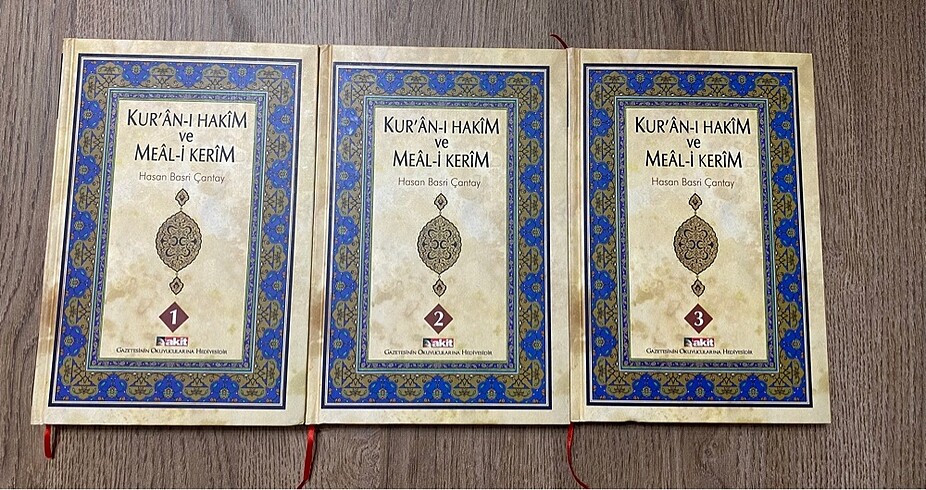 KUR'ÂN-I HAKÎM
ve
MEÂL-İ KERÎM
Hasan Basri Çantay
1
akit
GAZETESİNİN OKUYUCULARINA HEDİYESİDİR
KUR'ÂN-I HAKÎM
ve
MEÂL-İ KERÎM
Hasan Basri Çantay
2
akit
GAZETESİNİN OKUYUCULARINA HEDİYESİDİR
KUR'ÂN-I HAKÎM
ve
MEÂL-İ KERÎM
Hasan Basri Çantay
3
akit
GAZETESİNİN OKUYUCULARINA HEDİYESİDİR